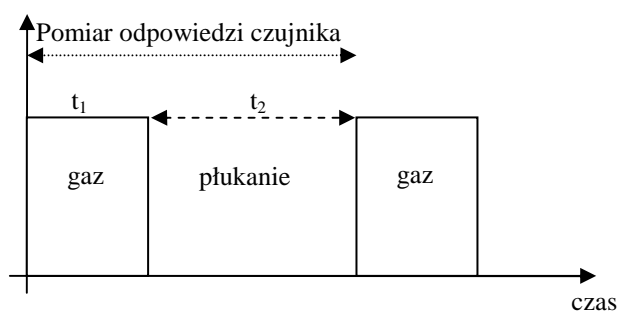 Pomiar odpowiedzi czujnika
t₁ t₂
gaz płukanie gaz
czas